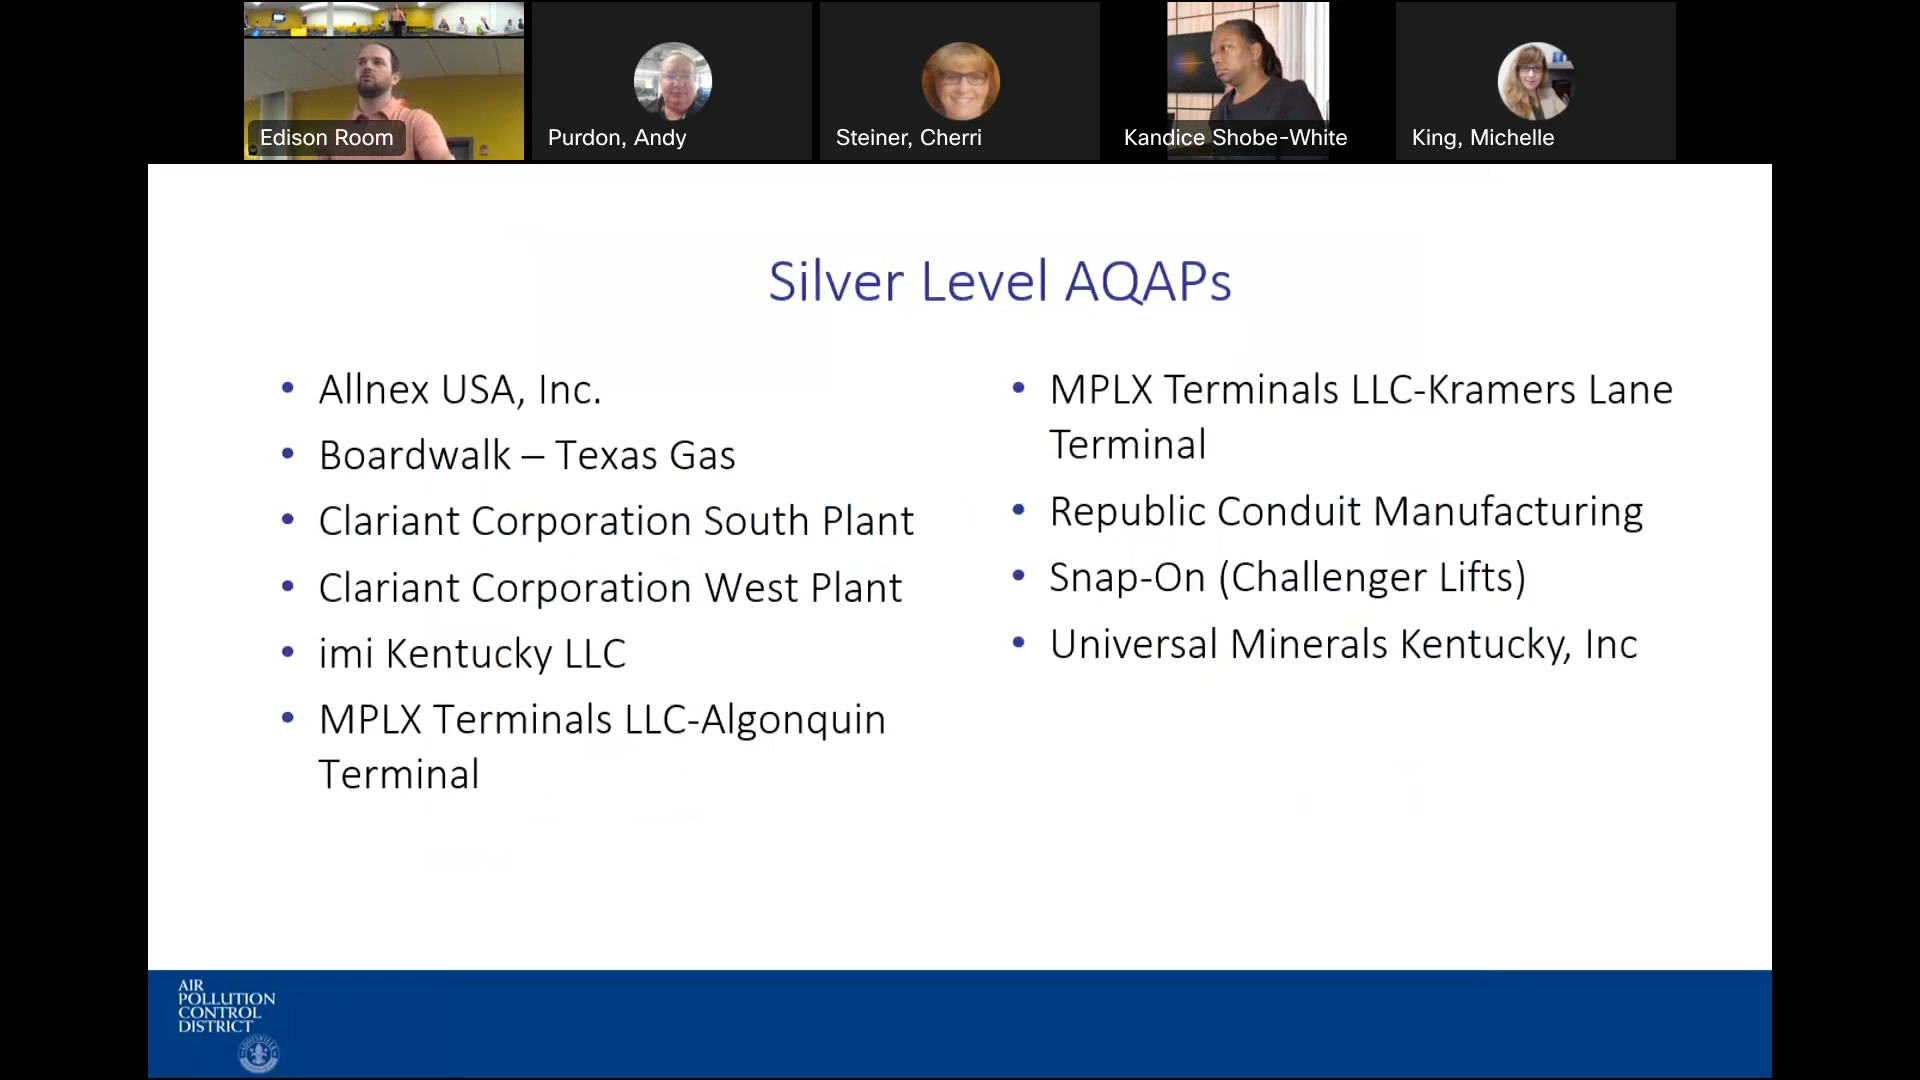 Edison Room
Purdon, Andy
Steiner, Cherri
Kandice Shobe-White
King, Michelle
Silver Level AQAPs
• Allnex USA, Inc.
• Boardwalk – Texas Gas
• Clariant Corporation South Plant
• Clariant Corporation West Plant
• imi Kentucky LLC
• MPLX Terminals LLC-Algonquin
Terminal
• MPLX Terminals LLC-Kramers Lane
Terminal
• Republic Conduit Manufacturing
• Snap-On (Challenger Lifts)
• Universal Minerals Kentucky, Inc
AIR
POLLUTION
CONTROL
DISTRICT
LOUISVILLE